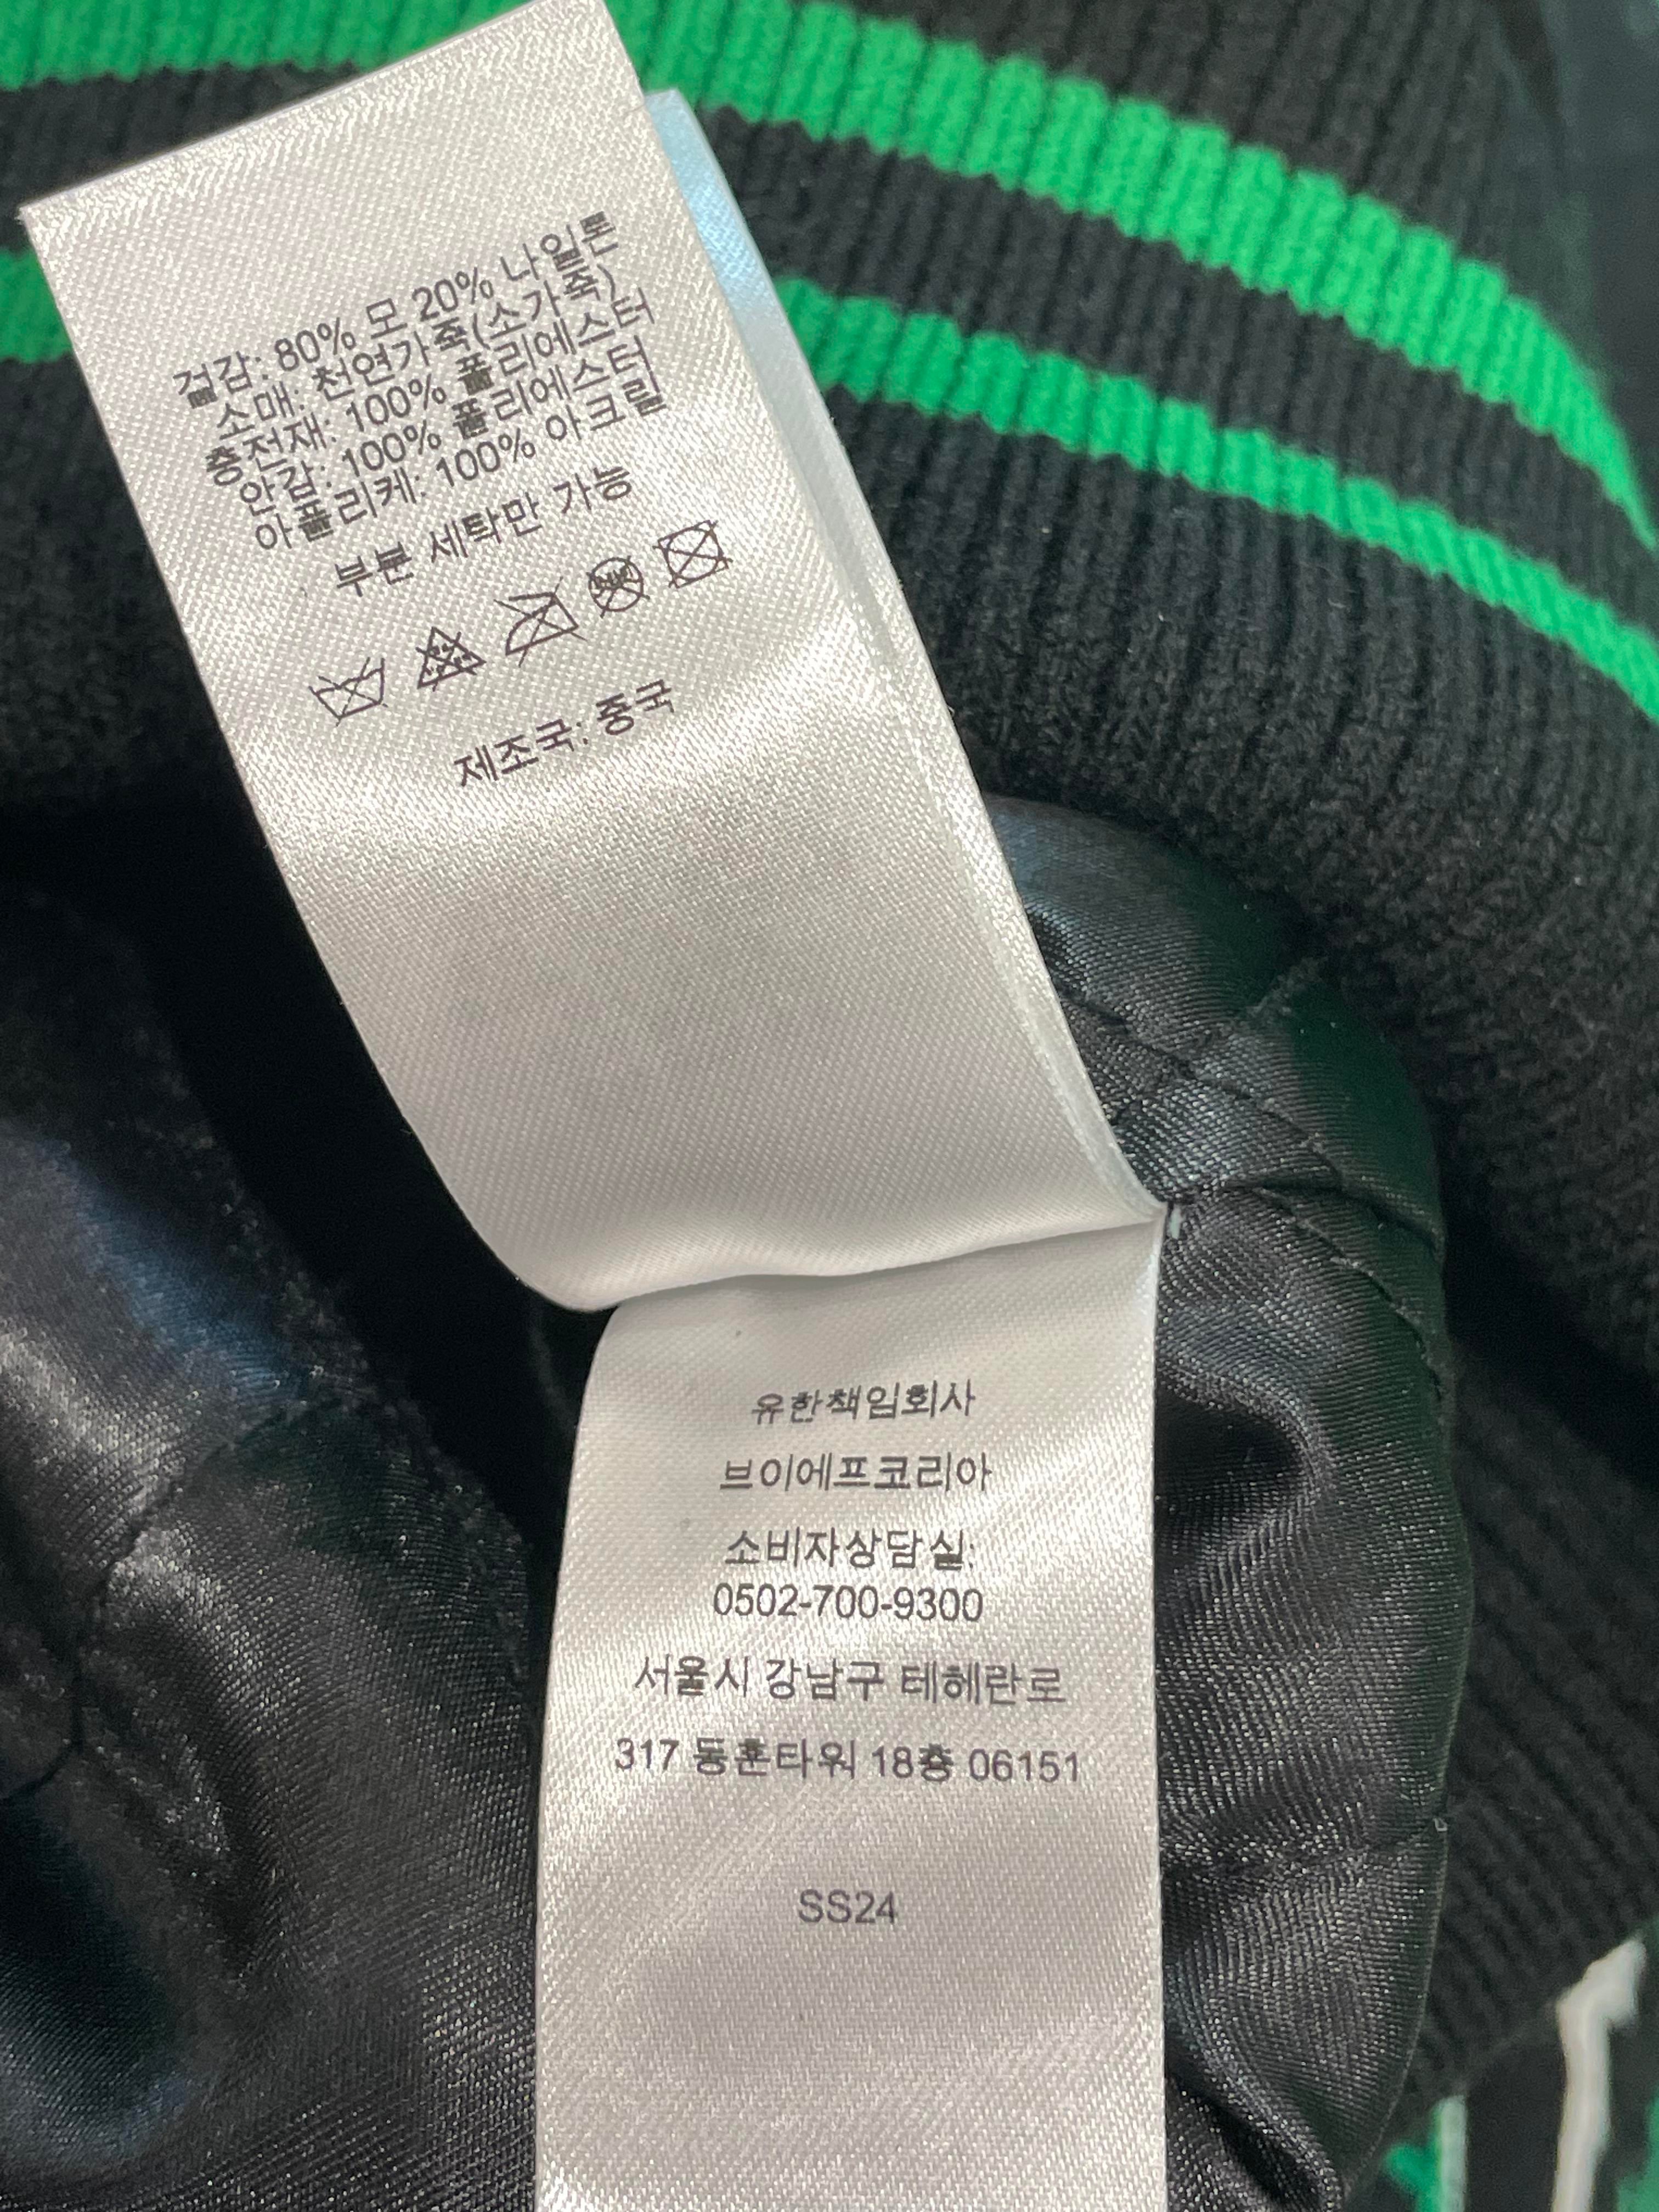 겉감: 80% 모 20% 나일론
소매: 천연가죽(소가죽)
충전재: 100% 폴리에스터
안감: 100% 폴리에스터
아플리케: 100% 아크릴
부분 세탁만 가능
제조국: 중국
유한책임회사
브이에프코리아
소비자상담실:
0502-700-9300
서울시 강남구 테헤란로
317 동훈타워 18층 06151
SS24